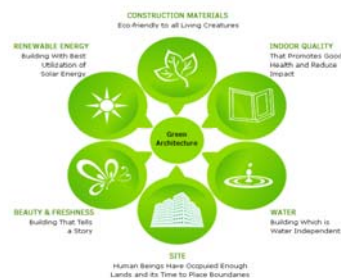 CONSTRUCTION MATERIALS
Eco-friendly to all Living Creatures
RENEWABLE ENERGY
Building With Best
Utilization of
Solar Energy
INDOOR QUALITY
That Promotes Good
Health and Reduce
Impact
Green
Architecture
BEAUTY & FRESHNESS
Building That Tells
a Story
WATER
Building Which is
Water Independent
SITE
Human Beings Have Occupied Enough
Lands and its Time to Place Boundaries